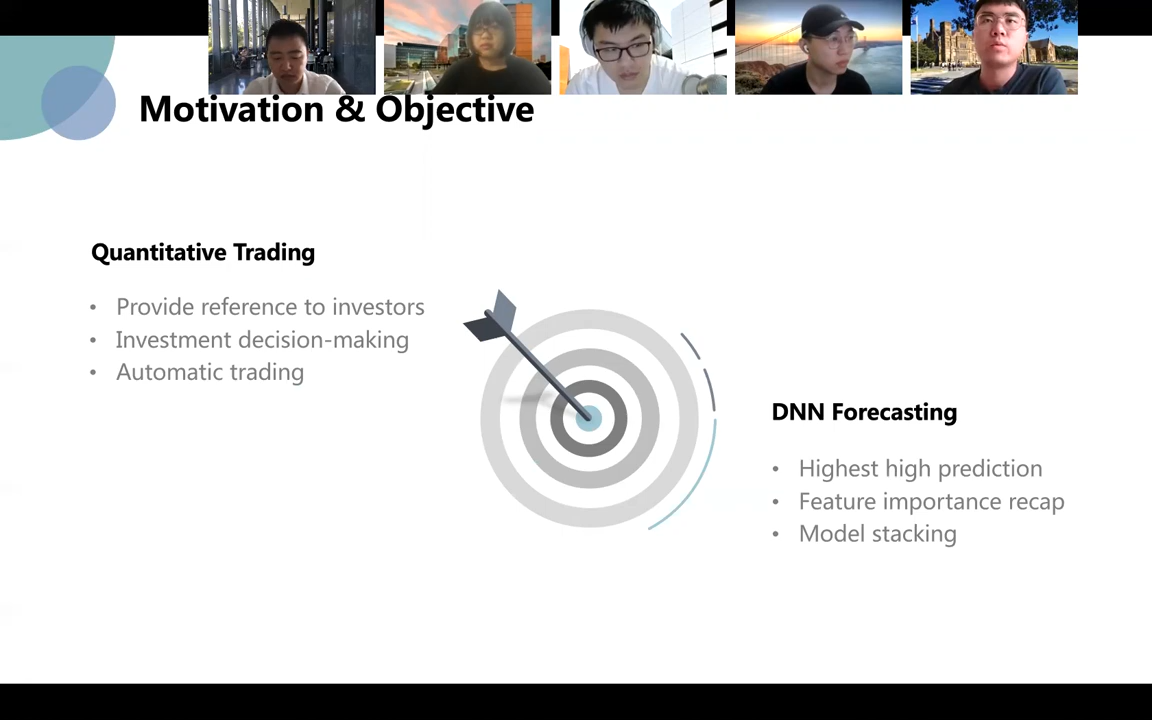 Motivation & Objective
Quantitative Trading
• Provide reference to investors
• Investment decision-making
• Automatic trading
DNN Forecasting
• Highest high prediction
• Feature importance recap
• Model stacking